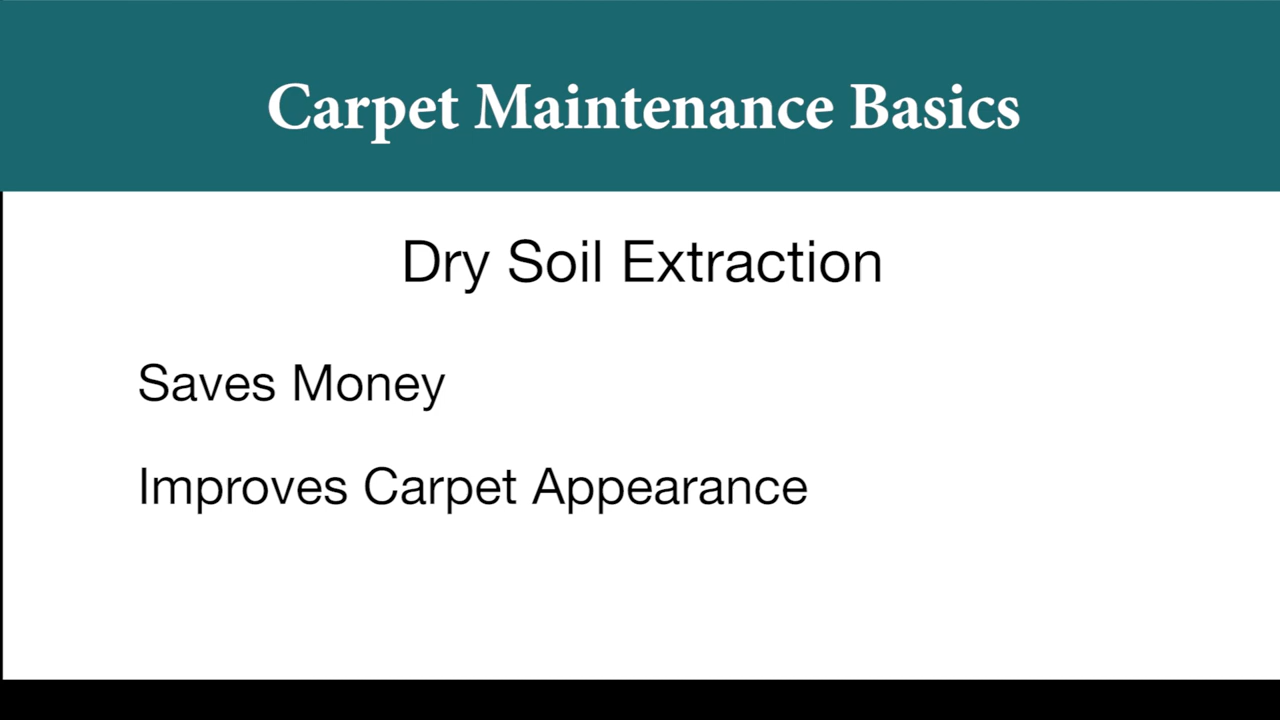 Carpet Maintenance Basics
Dry Soil Extraction
Saves Money
Improves Carpet Appearance